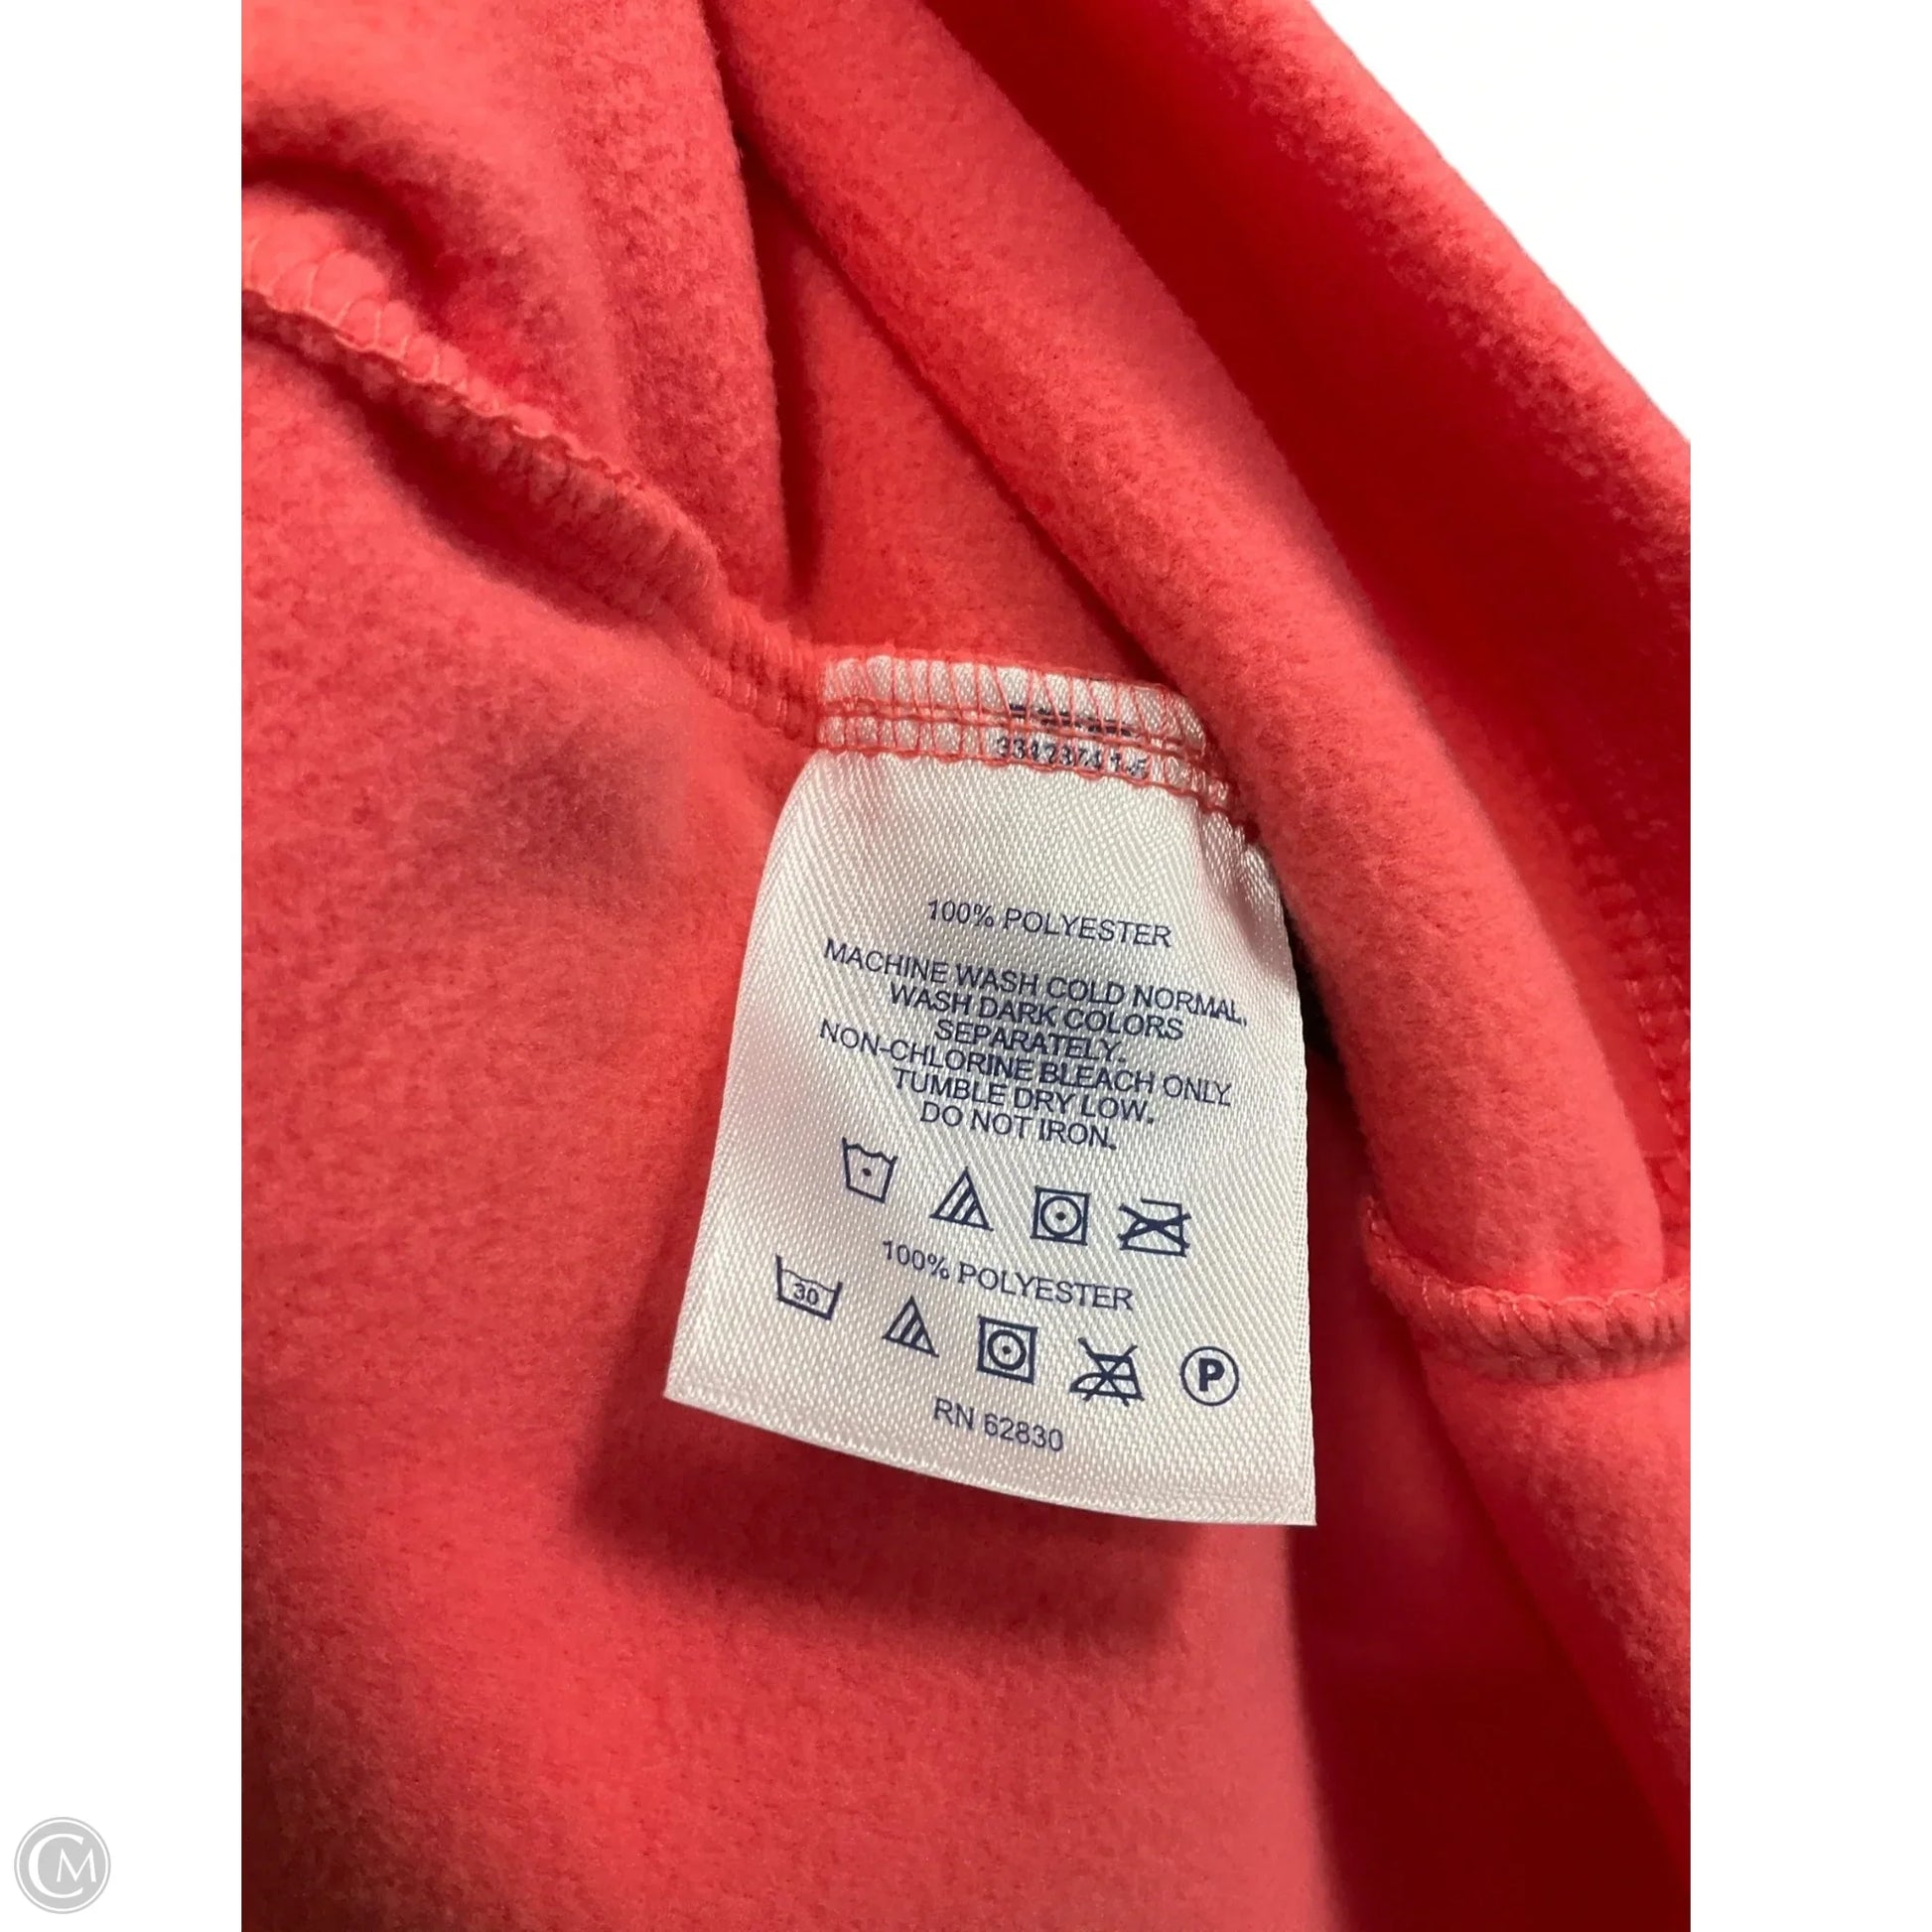 100% POLYESTER
MACHINE WASH COLD NORMAL.
WASH DARK COLORS
SEPARATELY.
NON-CHLORINE BLEACH ONLY.
TUMBLE DRY LOW.
DO NOT IRON.
100% POLYESTER
30
P
RN 62830
CM